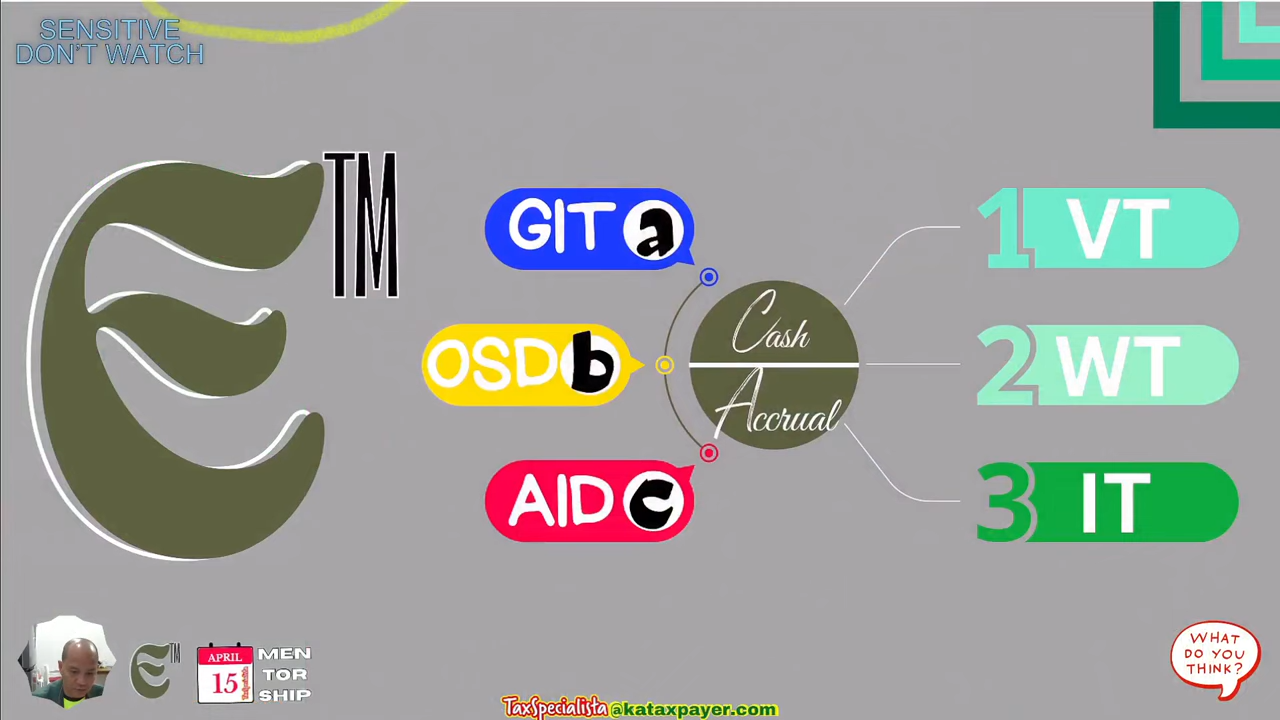 SENSITIVE
DON'T WATCH
TM
GIT a
OSD b
AID c
Cash
Accrual
1 VT
2 WT
3 IT
TM
APRIL
15
MEN
TOR
SHIP
WHAT
DO YOU
THINK?
TaxSpecialista @kataxpayer.com